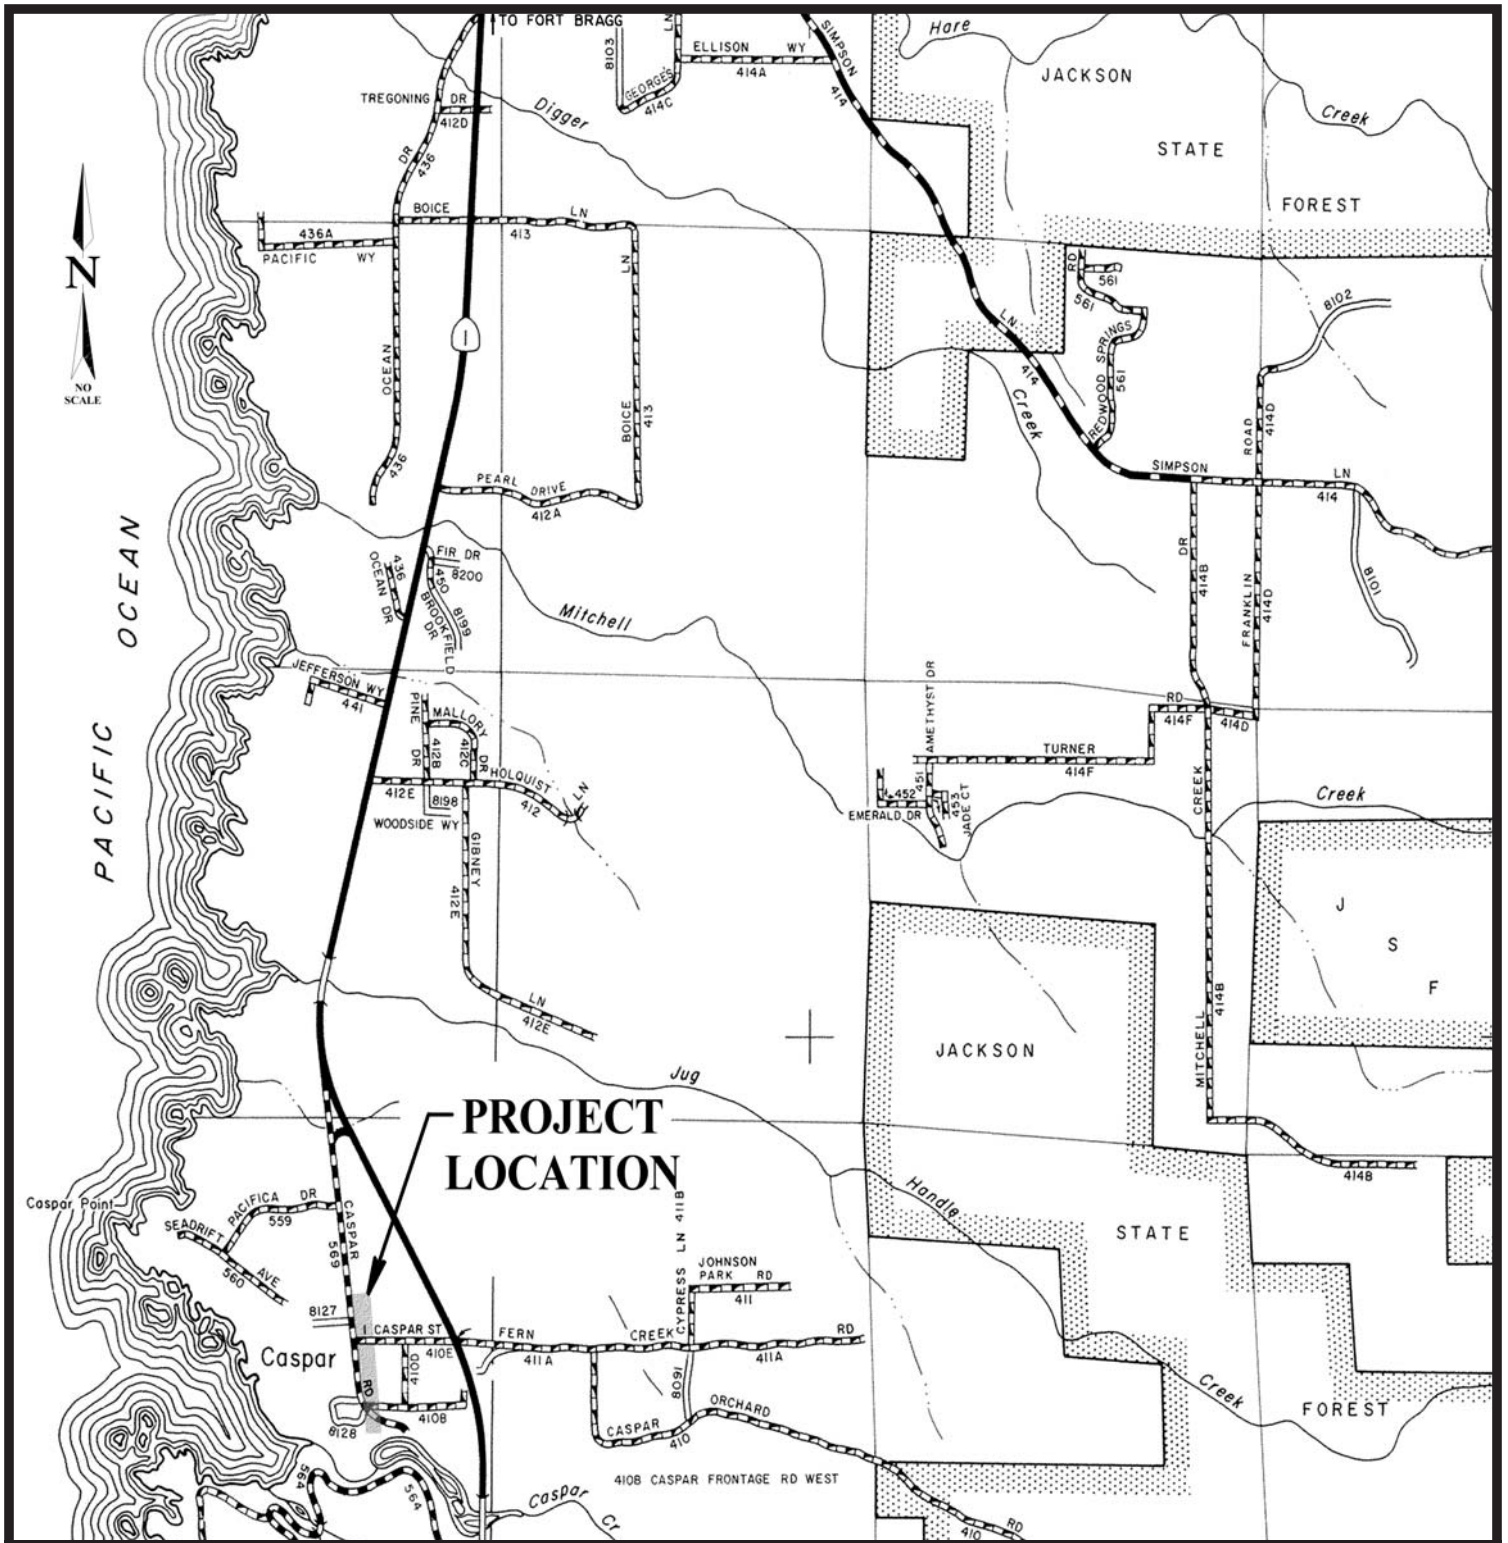 TO FORT BRAGG
8103
LN
ELLISON WY
414A
GEORGE'S
414C
SIMPSON
414
Hare
JACKSON
Creek
STATE
FOREST
TREGONING DR
412D
Digger
DR
436
BOICE LN
413
436A
PACIFIC WY
N
NO
SCALE
1
LN
BOICE
413
OCEAN
436
LN
414
RD
561
561
REDWOOD SPRINGS
561
8102
ROAD
414D
Creek
SIMPSON LN
414
PEARL DRIVE
412A
PACIFIC OCEAN
FIR DR
8200
436
OCEAN DR
450
BROOKFIELD
DR
8199
Mitchell
DR
414B
FRANKLIN
414D
8101
JEFFERSON WY
441
PINE
DR
MALLORY
DR
412B
412C
HOLQUIST LN
412E
412
8198
WOODSIDE WY
GIBNEY
412E
LN
412E
AMETHYST DR
RD
414F
414D
TURNER
414F
451
452
453
JADE CT
EMERALD DR
CREEK
Creek
J
S
F
414B
MITCHELL
JACKSON
Jug
PROJECT
LOCATION
414B
Handle
STATE
Caspar Point
PACIFICA DR
559
SEADRIFT AVE
560
CASPAR
569
CYPRESS LN 411B
JOHNSON
PARK RD
411
8127
CASPAR ST
410E
FERN CREEK RD
411A
411A
Caspar
410D
RD
410B
8128
8091
CASPAR ORCHARD
410
Creek
FOREST
410B CASPAR FRONTAGE RD WEST
564
564
Caspar
Cr
RD
410